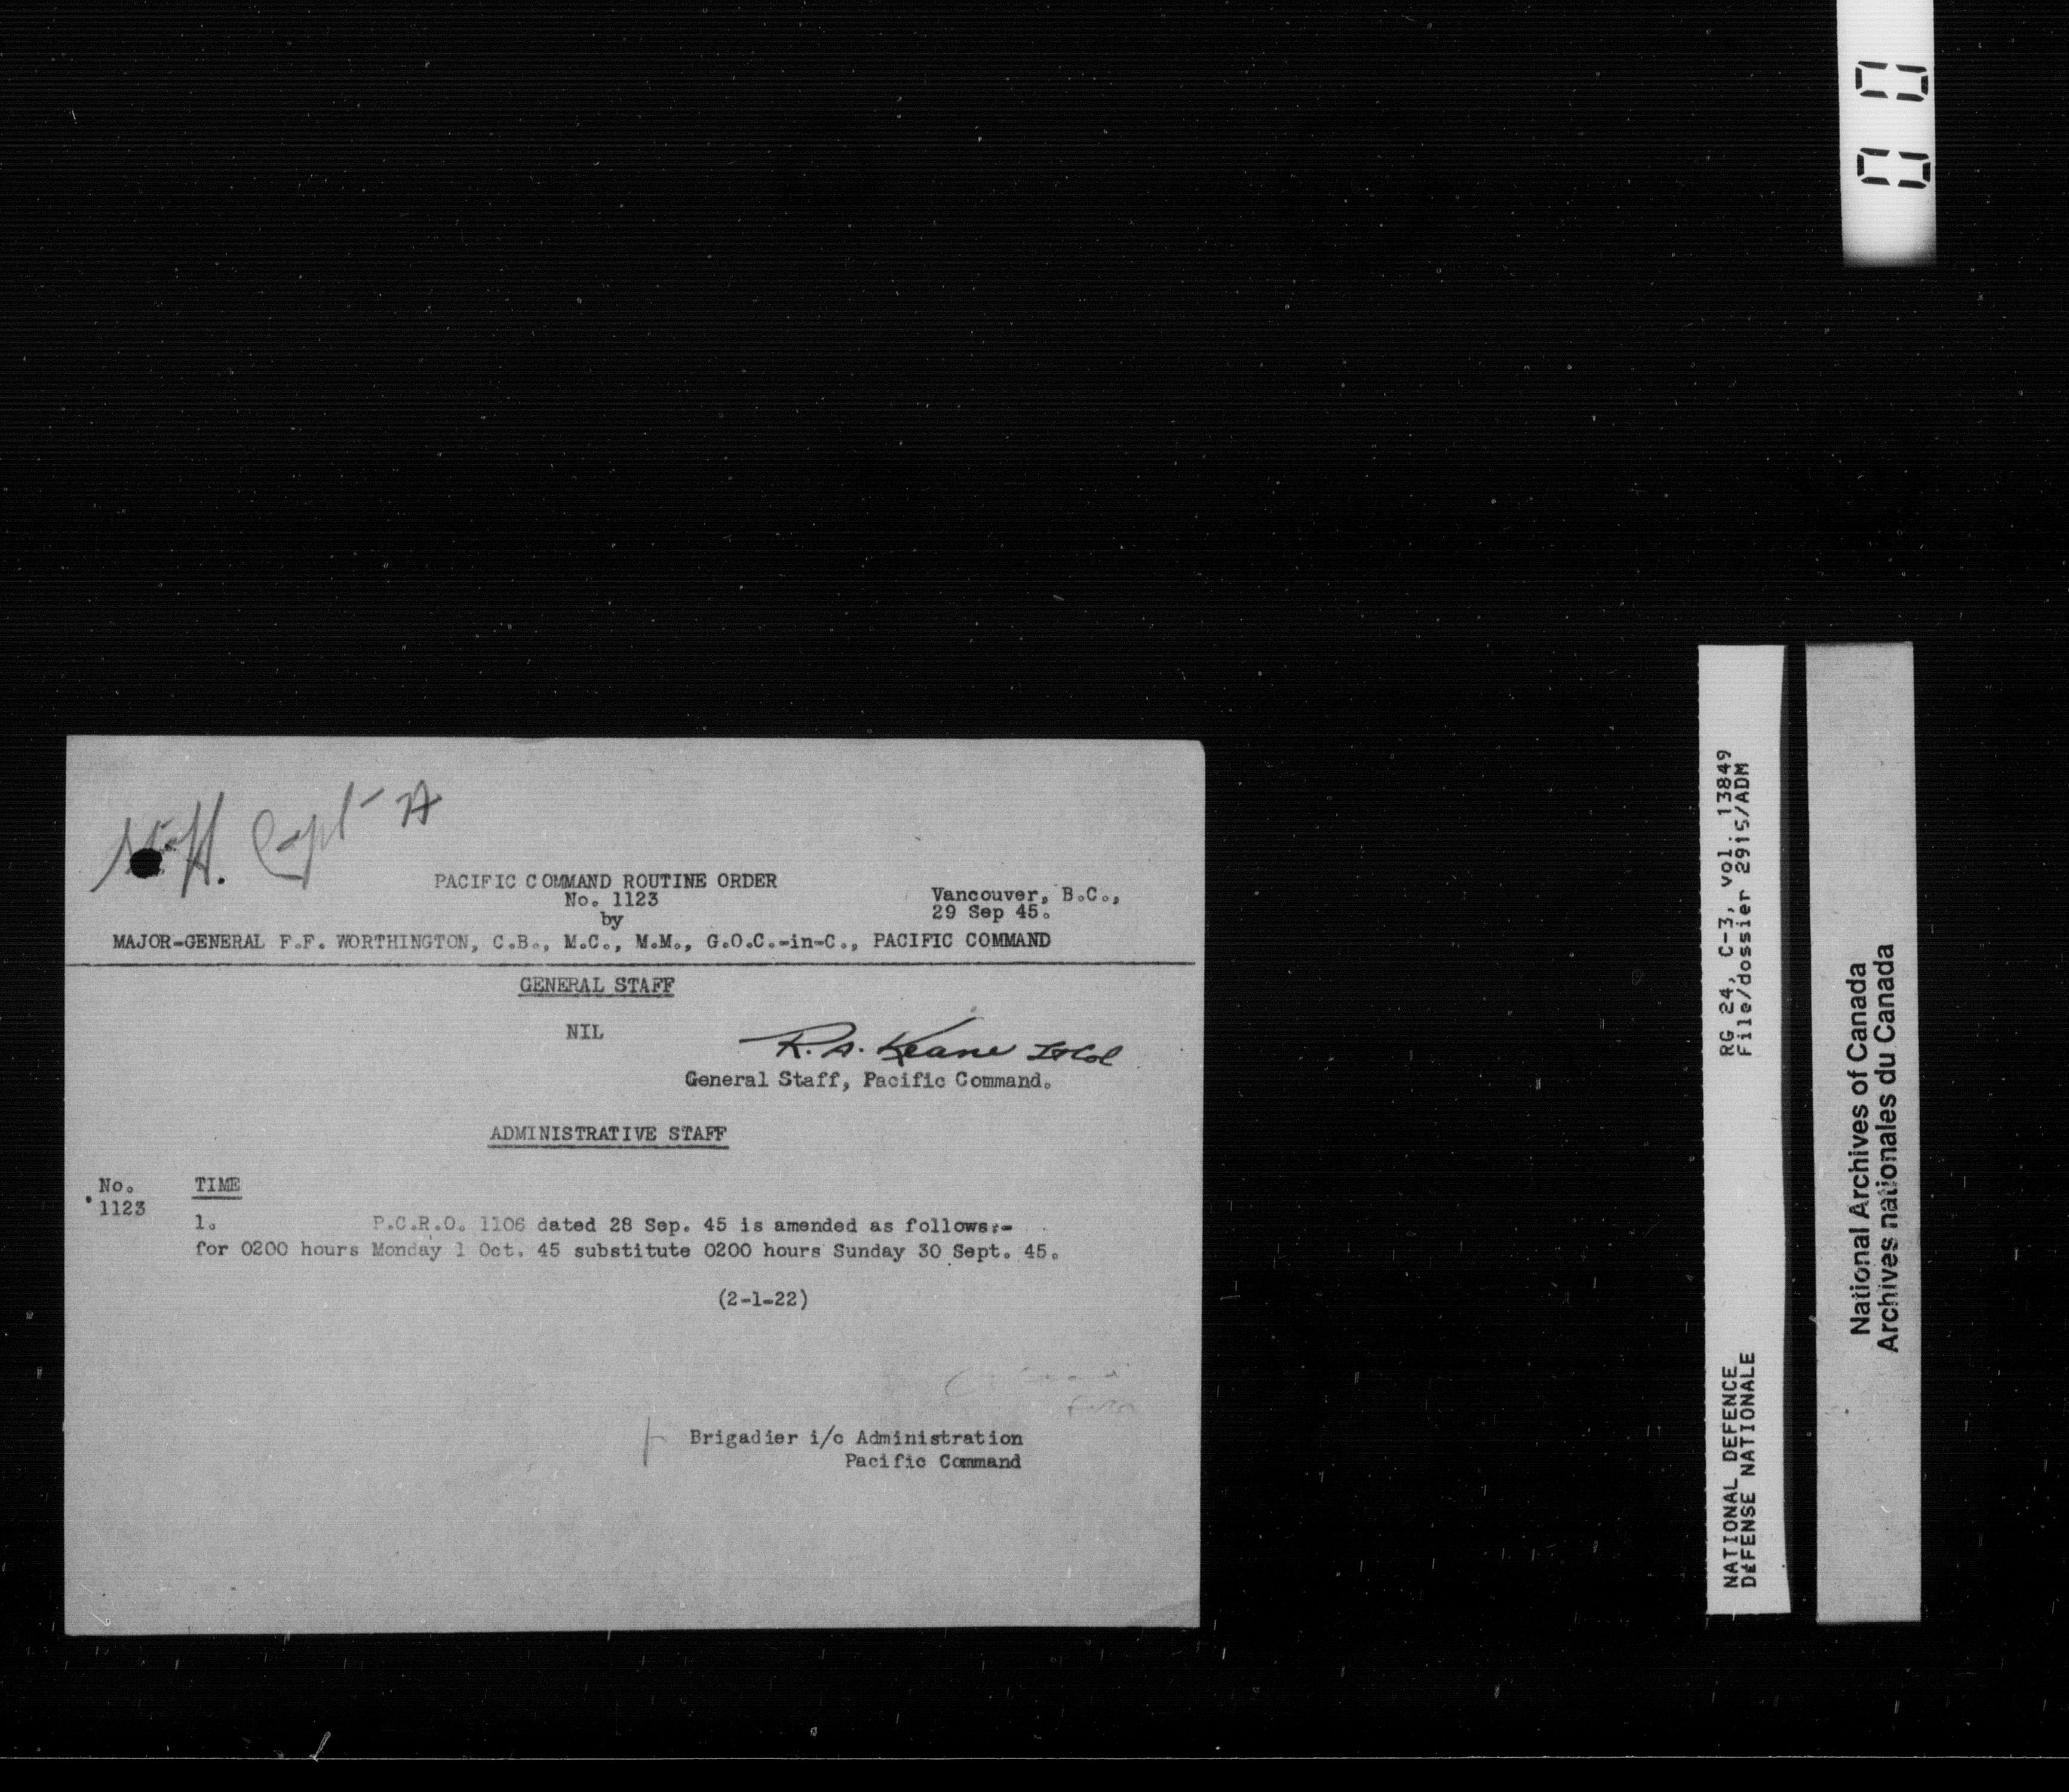 Staff. Capt - A
PACIFIC COMMAND ROUTINE ORDER
No. 1123
by
Vancouver, B.C.,
29 Sep 45.
MAJOR-GENERAL F.F. WORTHINGTON, C.B., M.C., M.M., G.O.C.-in-C., PACIFIC COMMAND
GENERAL STAFF
NIL
R.A. Keane Lt Col
General Staff, Pacific Command.
ADMINISTRATIVE STAFF
No.
1123
TIME
1. P.C.R.O. 1106 dated 28 Sep. 45 is amended as follows:-
for 0200 hours Monday 1 Oct. 45 substitute 0200 hours Sunday 30 Sept. 45.
(2-1-22)
Brigadier i/c Administration
Pacific Command
RG 24, C-3, vol. 13849
File/dossier 2915/ADM
NATIONAL DEFENCE
DéFENSE NATIONALE
National Archives of Canada
Archives nationales du Canada